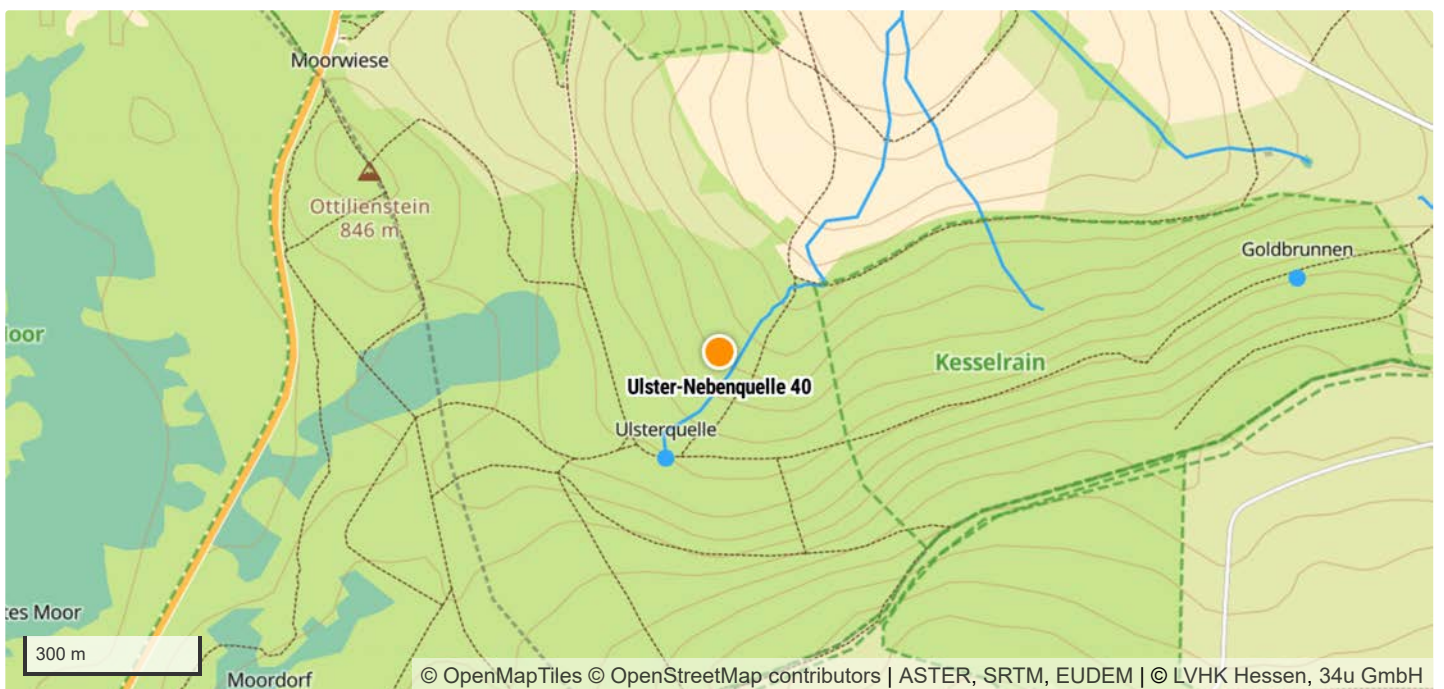 Moorwiese
Ottilienstein
846 m
Goldbrunnen
loor
Kesselrain
Ulster-Nebenquelle 40
Ulsterquelle
tes Moor
300 m
Moordorf
© OpenMapTiles © OpenStreetMap contributors | ASTER, SRTM, EUDEM | © LVHK Hessen, 34u GmbH